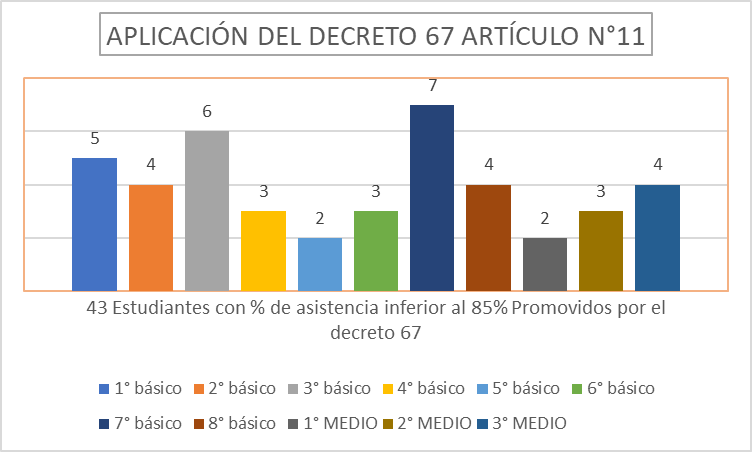 APLICACIÓN DEL DECRETO 67 ARTÍCULO N°11
5
4
6
3
2
3
7
4
2
3
4
43 Estudiantes con % de asistencia inferior al 85% Promovidos por el
decreto 67
1° básico 2° básico 3° básico 4° básico 5° básico 6° básico
7° básico 8° básico 1° MEDIO 2° MEDIO 3° MEDIO